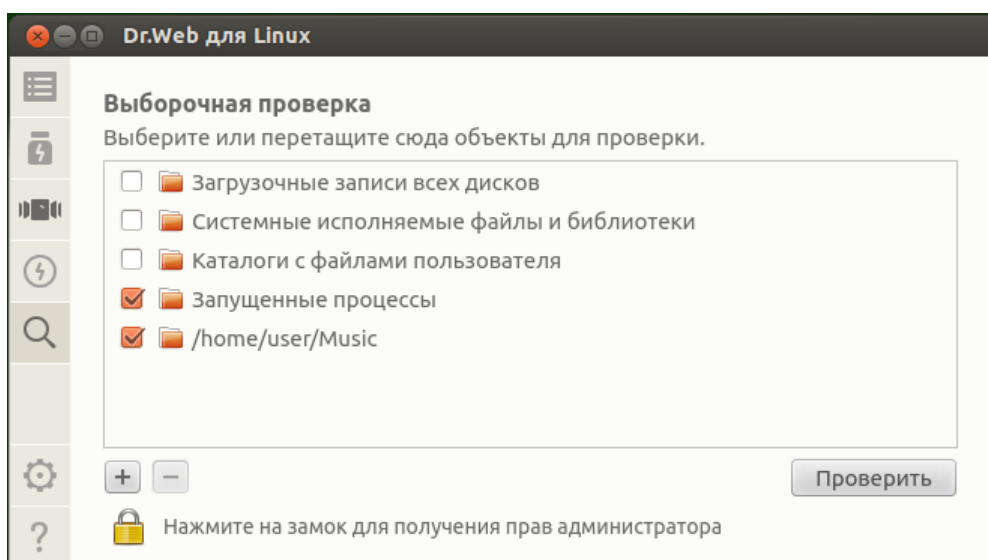 Dr.Web для Linux
Выборочная проверка
Выберите или перетащите сюда объекты для проверки.
Загрузочные записи всех дисков
Системные исполняемые файлы и библиотеки
Каталоги с файлами пользователя
Запущенные процессы
/home/user/Music
Проверить
Нажмите на замок для получения прав администратора